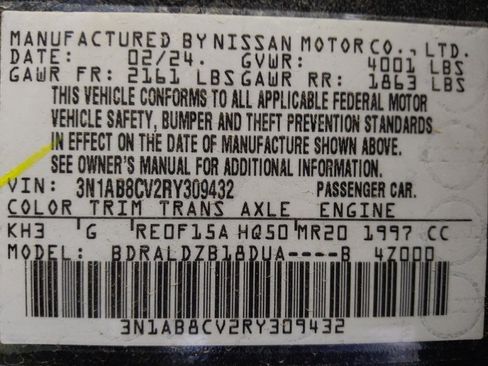 MANUFACTURED BY NISSAN MOTOR CO., LTD.
DATE: 02/24. GVWR: 4001 LBS
GAWR FR: 2161 LBS GAWR RR: 1863 LBS
THIS VEHICLE CONFORMS TO ALL APPLICABLE FEDERAL MOTOR
VEHICLE SAFETY, BUMPER AND THEFT PREVENTION STANDARDS
IN EFFECT ON THE DATE OF MANUFACTURE SHOWN ABOVE.
SEE OWNER'S MANUAL FOR ADDITIONAL INFORMATION.
VIN: 3N1AB8CV2RY309432 PASSENGER CAR.
COLOR TRIM TRANS AXLE ENGINE
KH3 G RE0F15A HQ50 MR20 1997 CC
MODEL: BDRALDZB18DUA----B 4Z000
3N1AB8CV2RY309432